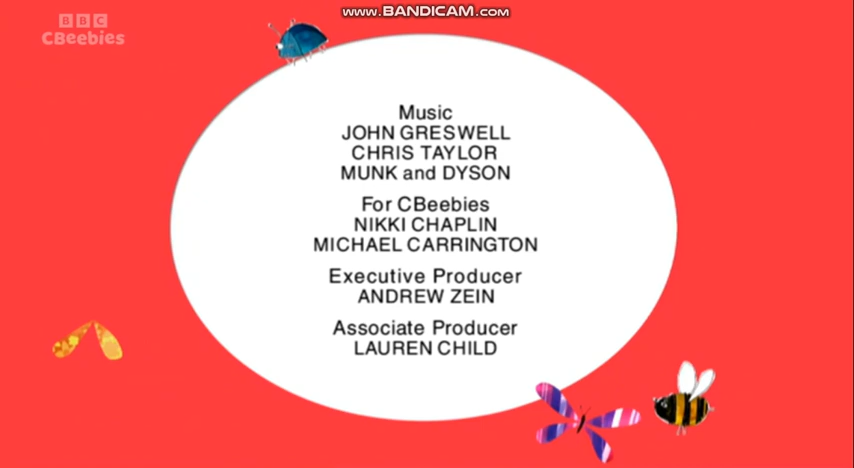 www.BANDICAM.com
BBC
CBeebies
Music
JOHN GRESWELL
CHRIS TAYLOR
MUNK and DYSON
For CBeebies
NIKKI CHAPLIN
MICHAEL CARRINGTON
Executive Producer
ANDREW ZEIN
Associate Producer
LAUREN CHILD